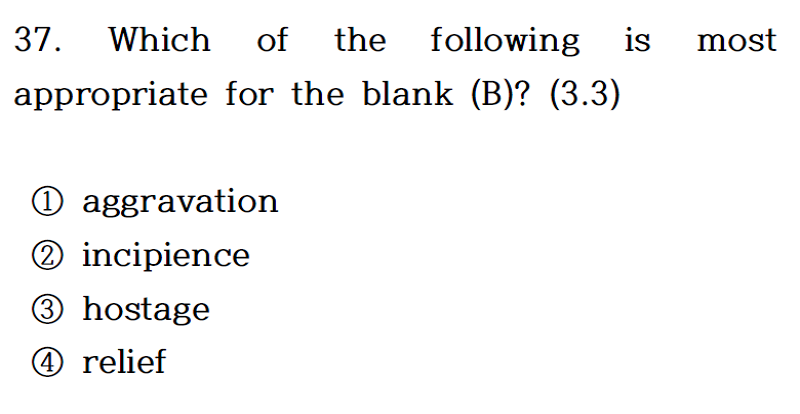 37. Which of the following is most
appropriate for the blank (B)? (3.3)
① aggravation
② incipience
③ hostage
④ relief